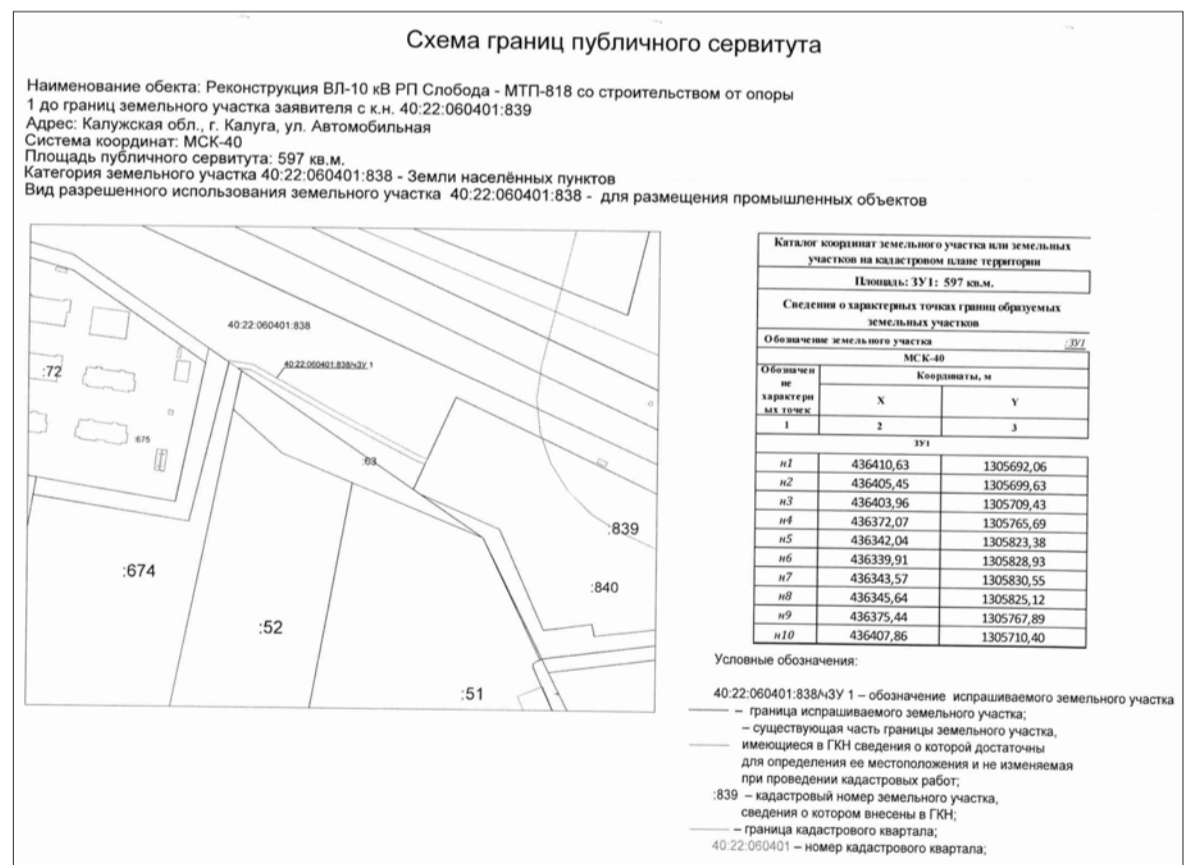 Схема границ публичного сервитута
Наименование обекта: Реконструкция ВЛ-10 кВ РП Слобода - МТП-818 со строительством от опоры
1 до границ земельного участка заявителя с к.н. 40:22:060401:839
Адрес: Калужская обл., г. Калуга, ул. Автомобильная
Система координат: МСК-40
Площадь публичного сервитута: 597 кв.м.
Категория земельного участка 40:22:060401:838 - Земли населённых пунктов
Вид разрешенного использования земельного участка 40:22:060401:838 - для размещения промышленных объектов
40:22:060401:838
40:22:060401:838/чЗУ 1
:72
:675
:63
:839
:674
:840
:52
:51
Каталог координат земельного участка или земельных
участков на кадастровом плане территории
Площадь: ЗУ1: 597 кв.м.
Сведения о характерных точках границ образуемых
земельных участков
Обозначение земельного участка :ЗУ1
МСК-40
Обозначен
ие
характерн
ых точек
Координаты, м
X Y
1 2 3
ЗУ1
н1 436410,63 1305692,06
н2 436405,45 1305699,63
н3 436403,96 1305709,43
н4 436372,07 1305765,69
н5 436342,04 1305823,38
н6 436339,91 1305828,93
н7 436343,57 1305830,55
н8 436345,64 1305825,12
н9 436375,44 1305767,89
н10 436407,86 1305710,40
Условные обозначения:
40:22:060401:838/чЗУ 1 – обозначение испрашиваемого земельного участка
– граница испрашиваемого земельного участка;
– существующая часть границы земельного участка,
имеющиеся в ГКН сведения о которой достаточны
для определения ее местоположения и не изменяемая
при проведении кадастровых работ;
:839 – кадастровый номер земельного участка,
сведения о котором внесены в ГКН;
– граница кадастрового квартала;
40:22:060401 – номер кадастрового квартала;